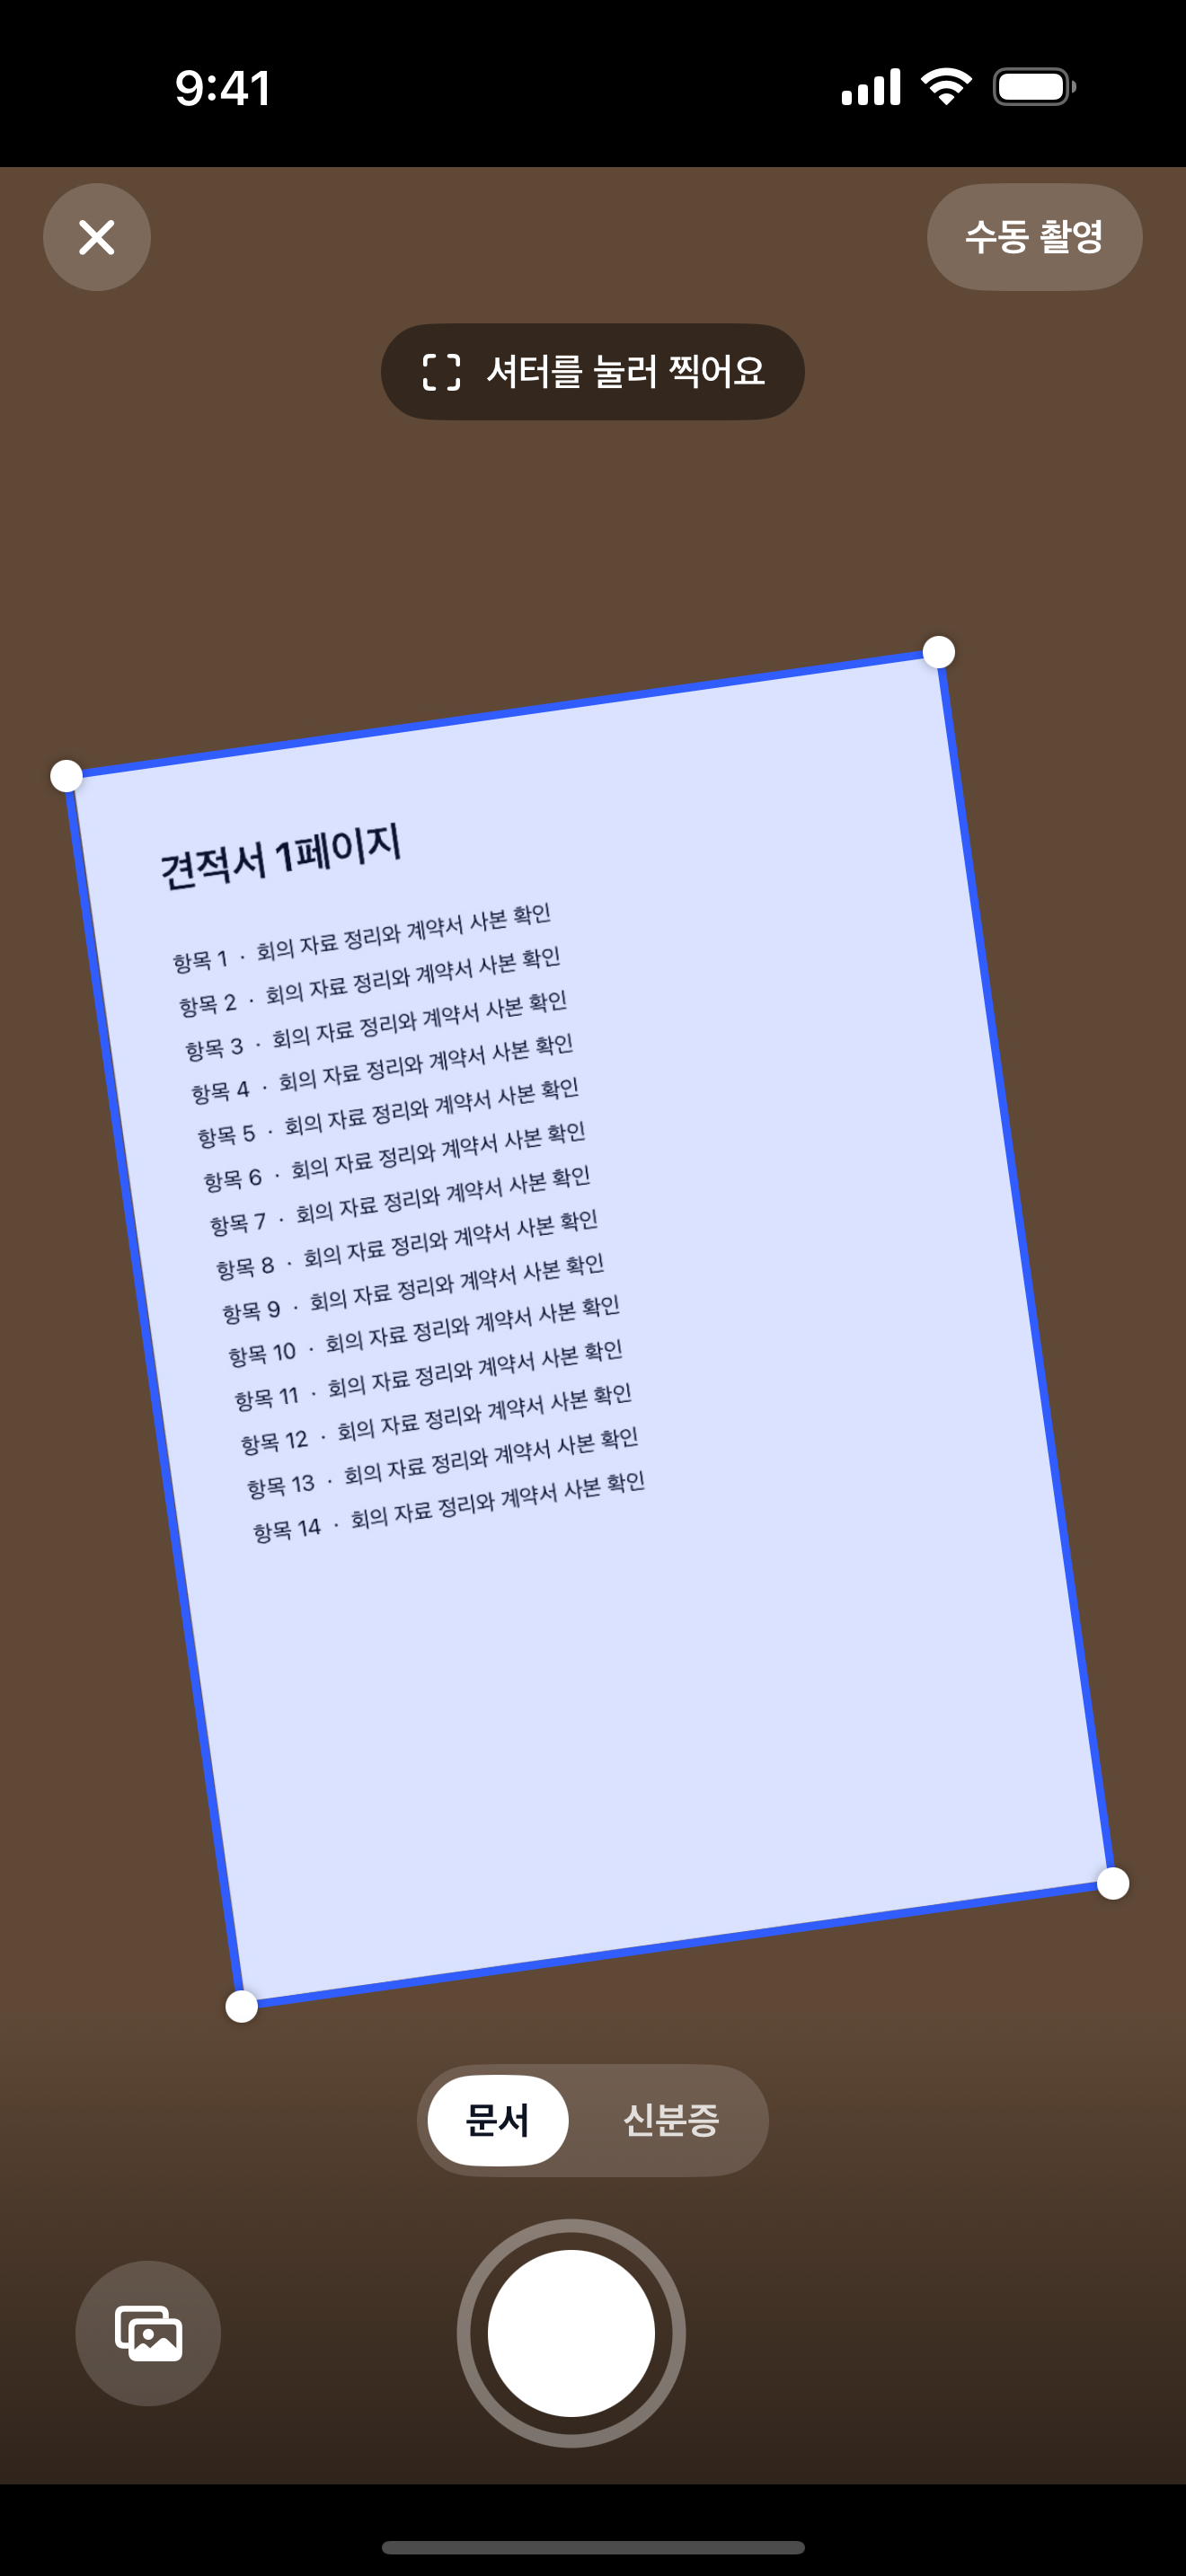 9:41
수동 촬영
셔터를 눌러 찍어요
견적서 1페이지
항목 1 · 회의 자료 정리와 계약서 사본 확인
항목 2 · 회의 자료 정리와 계약서 사본 확인
항목 3 · 회의 자료 정리와 계약서 사본 확인
항목 4 · 회의 자료 정리와 계약서 사본 확인
항목 5 · 회의 자료 정리와 계약서 사본 확인
항목 6 · 회의 자료 정리와 계약서 사본 확인
항목 7 · 회의 자료 정리와 계약서 사본 확인
항목 8 · 회의 자료 정리와 계약서 사본 확인
항목 9 · 회의 자료 정리와 계약서 사본 확인
항목 10 · 회의 자료 정리와 계약서 사본 확인
항목 11 · 회의 자료 정리와 계약서 사본 확인
항목 12 · 회의 자료 정리와 계약서 사본 확인
항목 13 · 회의 자료 정리와 계약서 사본 확인
항목 14 · 회의 자료 정리와 계약서 사본 확인
문서 신분증